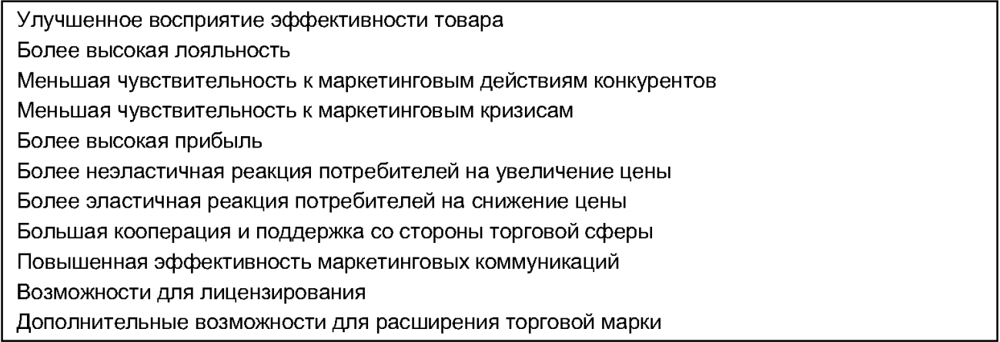 Улучшенное восприятие эффективности товара
Более высокая лояльность
Меньшая чувствительность к маркетинговым действиям конкурентов
Меньшая чувствительность к маркетинговым кризисам
Более высокая прибыль
Более неэластичная реакция потребителей на увеличение цены
Более эластичная реакция потребителей на снижение цены
Большая кооперация и поддержка со стороны торговой сферы
Повышенная эффективность маркетинговых коммуникаций
Возможности для лицензирования
Дополнительные возможности для расширения торговой марки